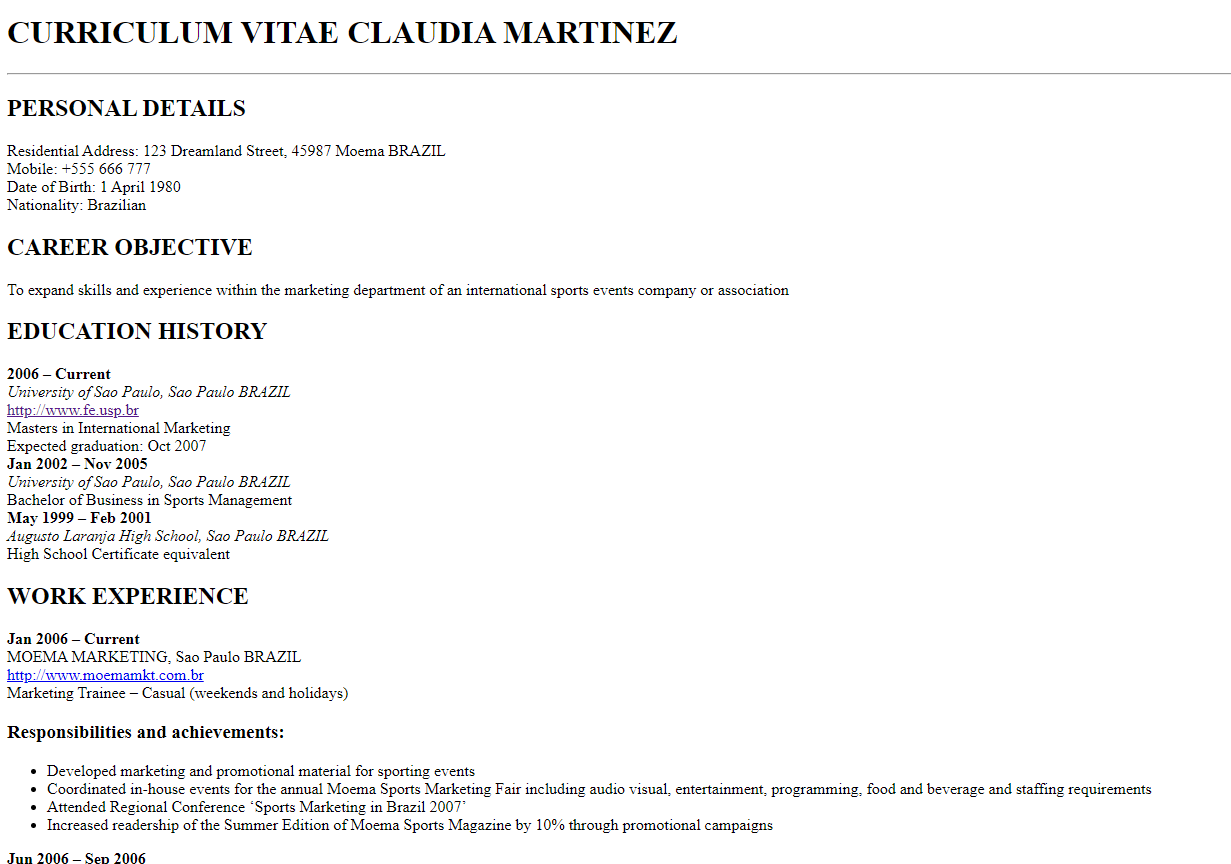 CURRICULUM VITAE CLAUDIA MARTINEZ
PERSONAL DETAILS
Residential Address: 123 Dreamland Street, 45987 Moema BRAZIL
Mobile: +555 666 777
Date of Birth: 1 April 1980
Nationality: Brazilian
CAREER OBJECTIVE
To expand skills and experience within the marketing department of an international sports events company or association
EDUCATION HISTORY
2006 – Current
University of Sao Paulo, Sao Paulo BRAZIL
http://www.fe.usp.br
Masters in International Marketing
Expected graduation: Oct 2007
Jan 2002 – Nov 2005
University of Sao Paulo, Sao Paulo BRAZIL
Bachelor of Business in Sports Management
May 1999 – Feb 2001
Augusto Laranja High School, Sao Paulo BRAZIL
High School Certificate equivalent
WORK EXPERIENCE
Jan 2006 – Current
MOEMA MARKETING, Sao Paulo BRAZIL
http://www.moemamkt.com.br
Marketing Trainee – Casual (weekends and holidays)
Responsibilities and achievements:
• Developed marketing and promotional material for sporting events
• Coordinated in-house events for the annual Moema Sports Marketing Fair including audio visual, entertainment, programming, food and beverage and staffing requirements
• Attended Regional Conference ‘Sports Marketing in Brazil 2007’
• Increased readership of the Summer Edition of Moema Sports Magazine by 10% through promotional campaigns
Jun 2006 – Sep 2006